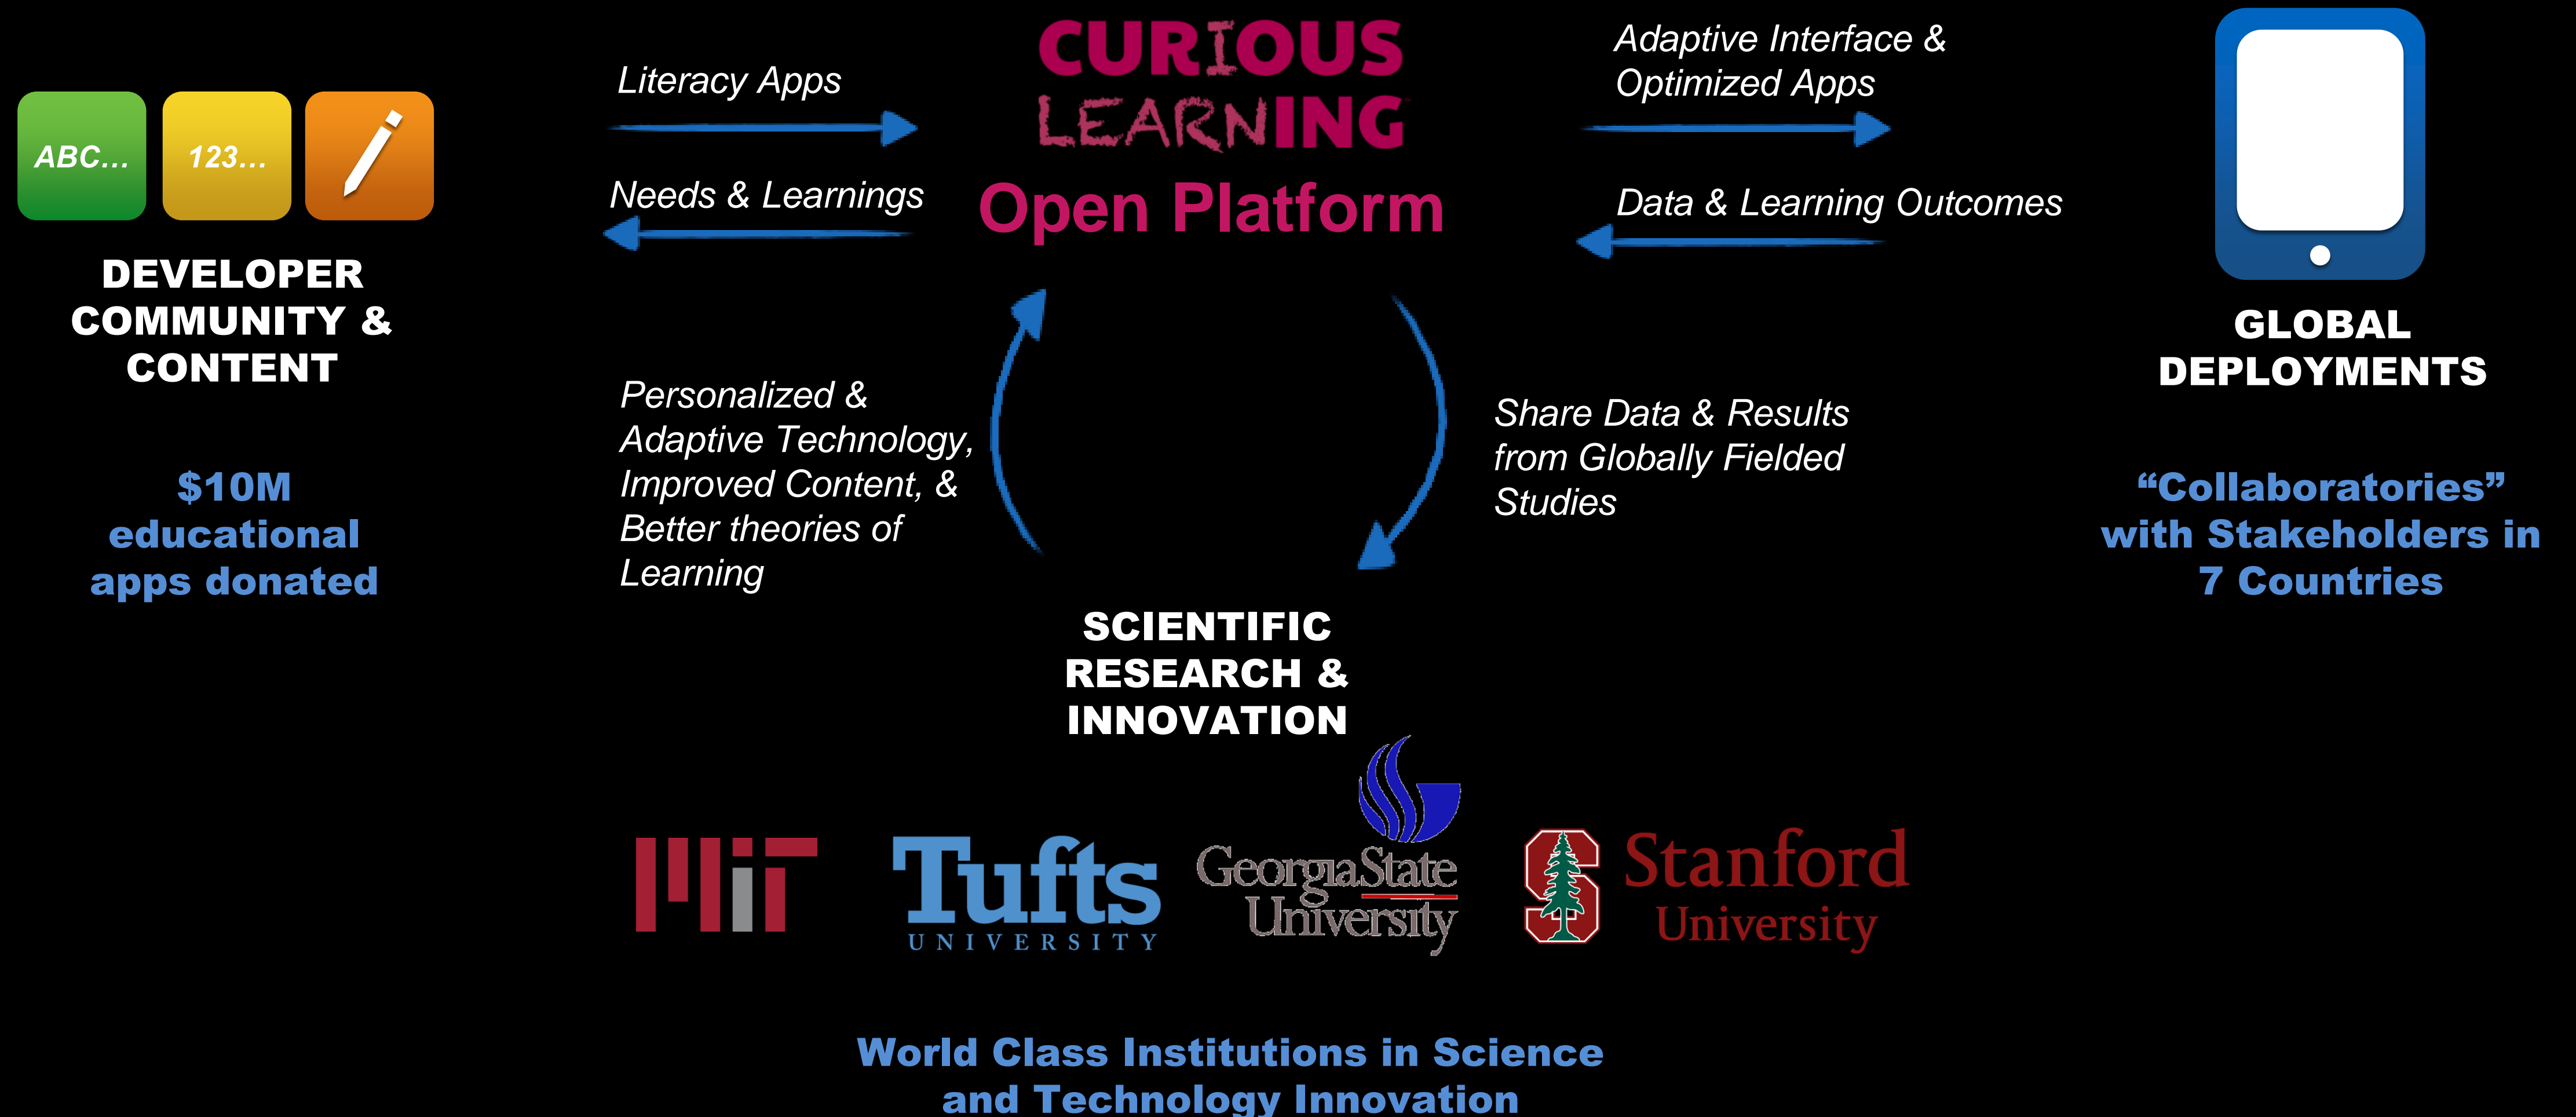 ABC...
123...
DEVELOPER
COMMUNITY &
CONTENT
$10M
educational
apps donated
Literacy Apps
Needs & Learnings
CURIOUS
LEARNING
Open Platform
Adaptive Interface &
Optimized Apps
Data & Learning Outcomes
GLOBAL
DEPLOYMENTS
“Collaboratories”
with Stakeholders in
7 Countries
Personalized &
Adaptive Technology,
Improved Content, &
Better theories of
Learning
Share Data & Results
from Globally Fielded
Studies
SCIENTIFIC
RESEARCH &
INNOVATION
MIT
Tufts
UNIVERSITY
GeorgiaState
University
S
Stanford
University
World Class Institutions in Science
and Technology Innovation